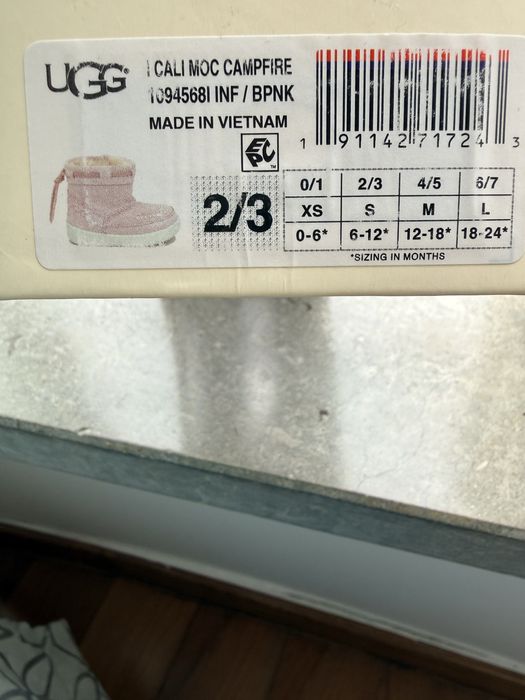 UGG
I CALI MOC CAMPFIRE
1094568I INF / BPNK
MADE IN VIETNAM
EPC™
1 91142 71724 3
2/3
0/1 2/3 4/5 6/7
XS S M L
0-6* 6-12* 12-18* 18-24*
*SIZING IN MONTHS